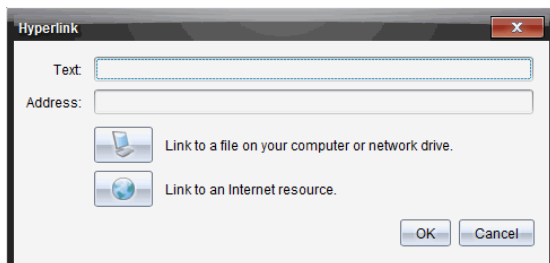 Hyperlink
Text:
Address:
Link to a file on your computer or network drive.
Link to an Internet resource.
OK Cancel